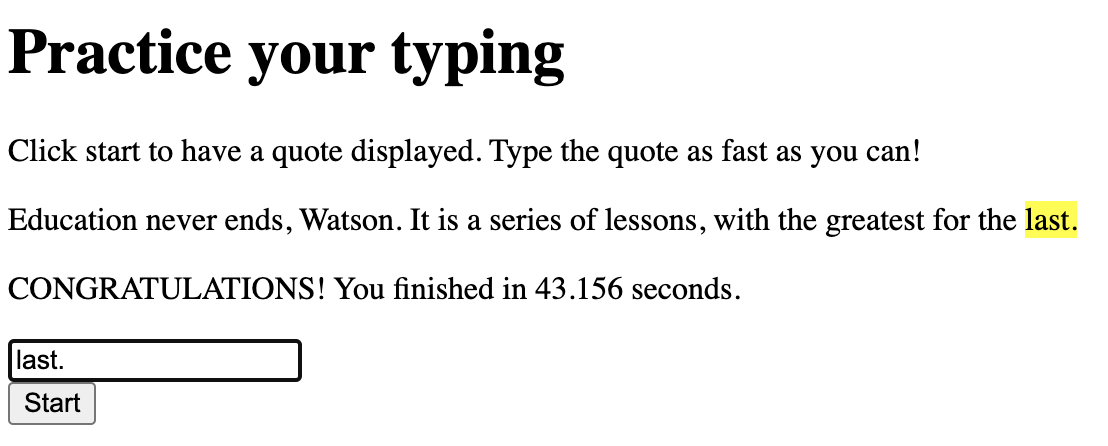 Practice your typing
Click start to have a quote displayed. Type the quote as fast as you can!
Education never ends, Watson. It is a series of lessons, with the greatest for the last.
CONGRATULATIONS! You finished in 43.156 seconds.
last.
Start